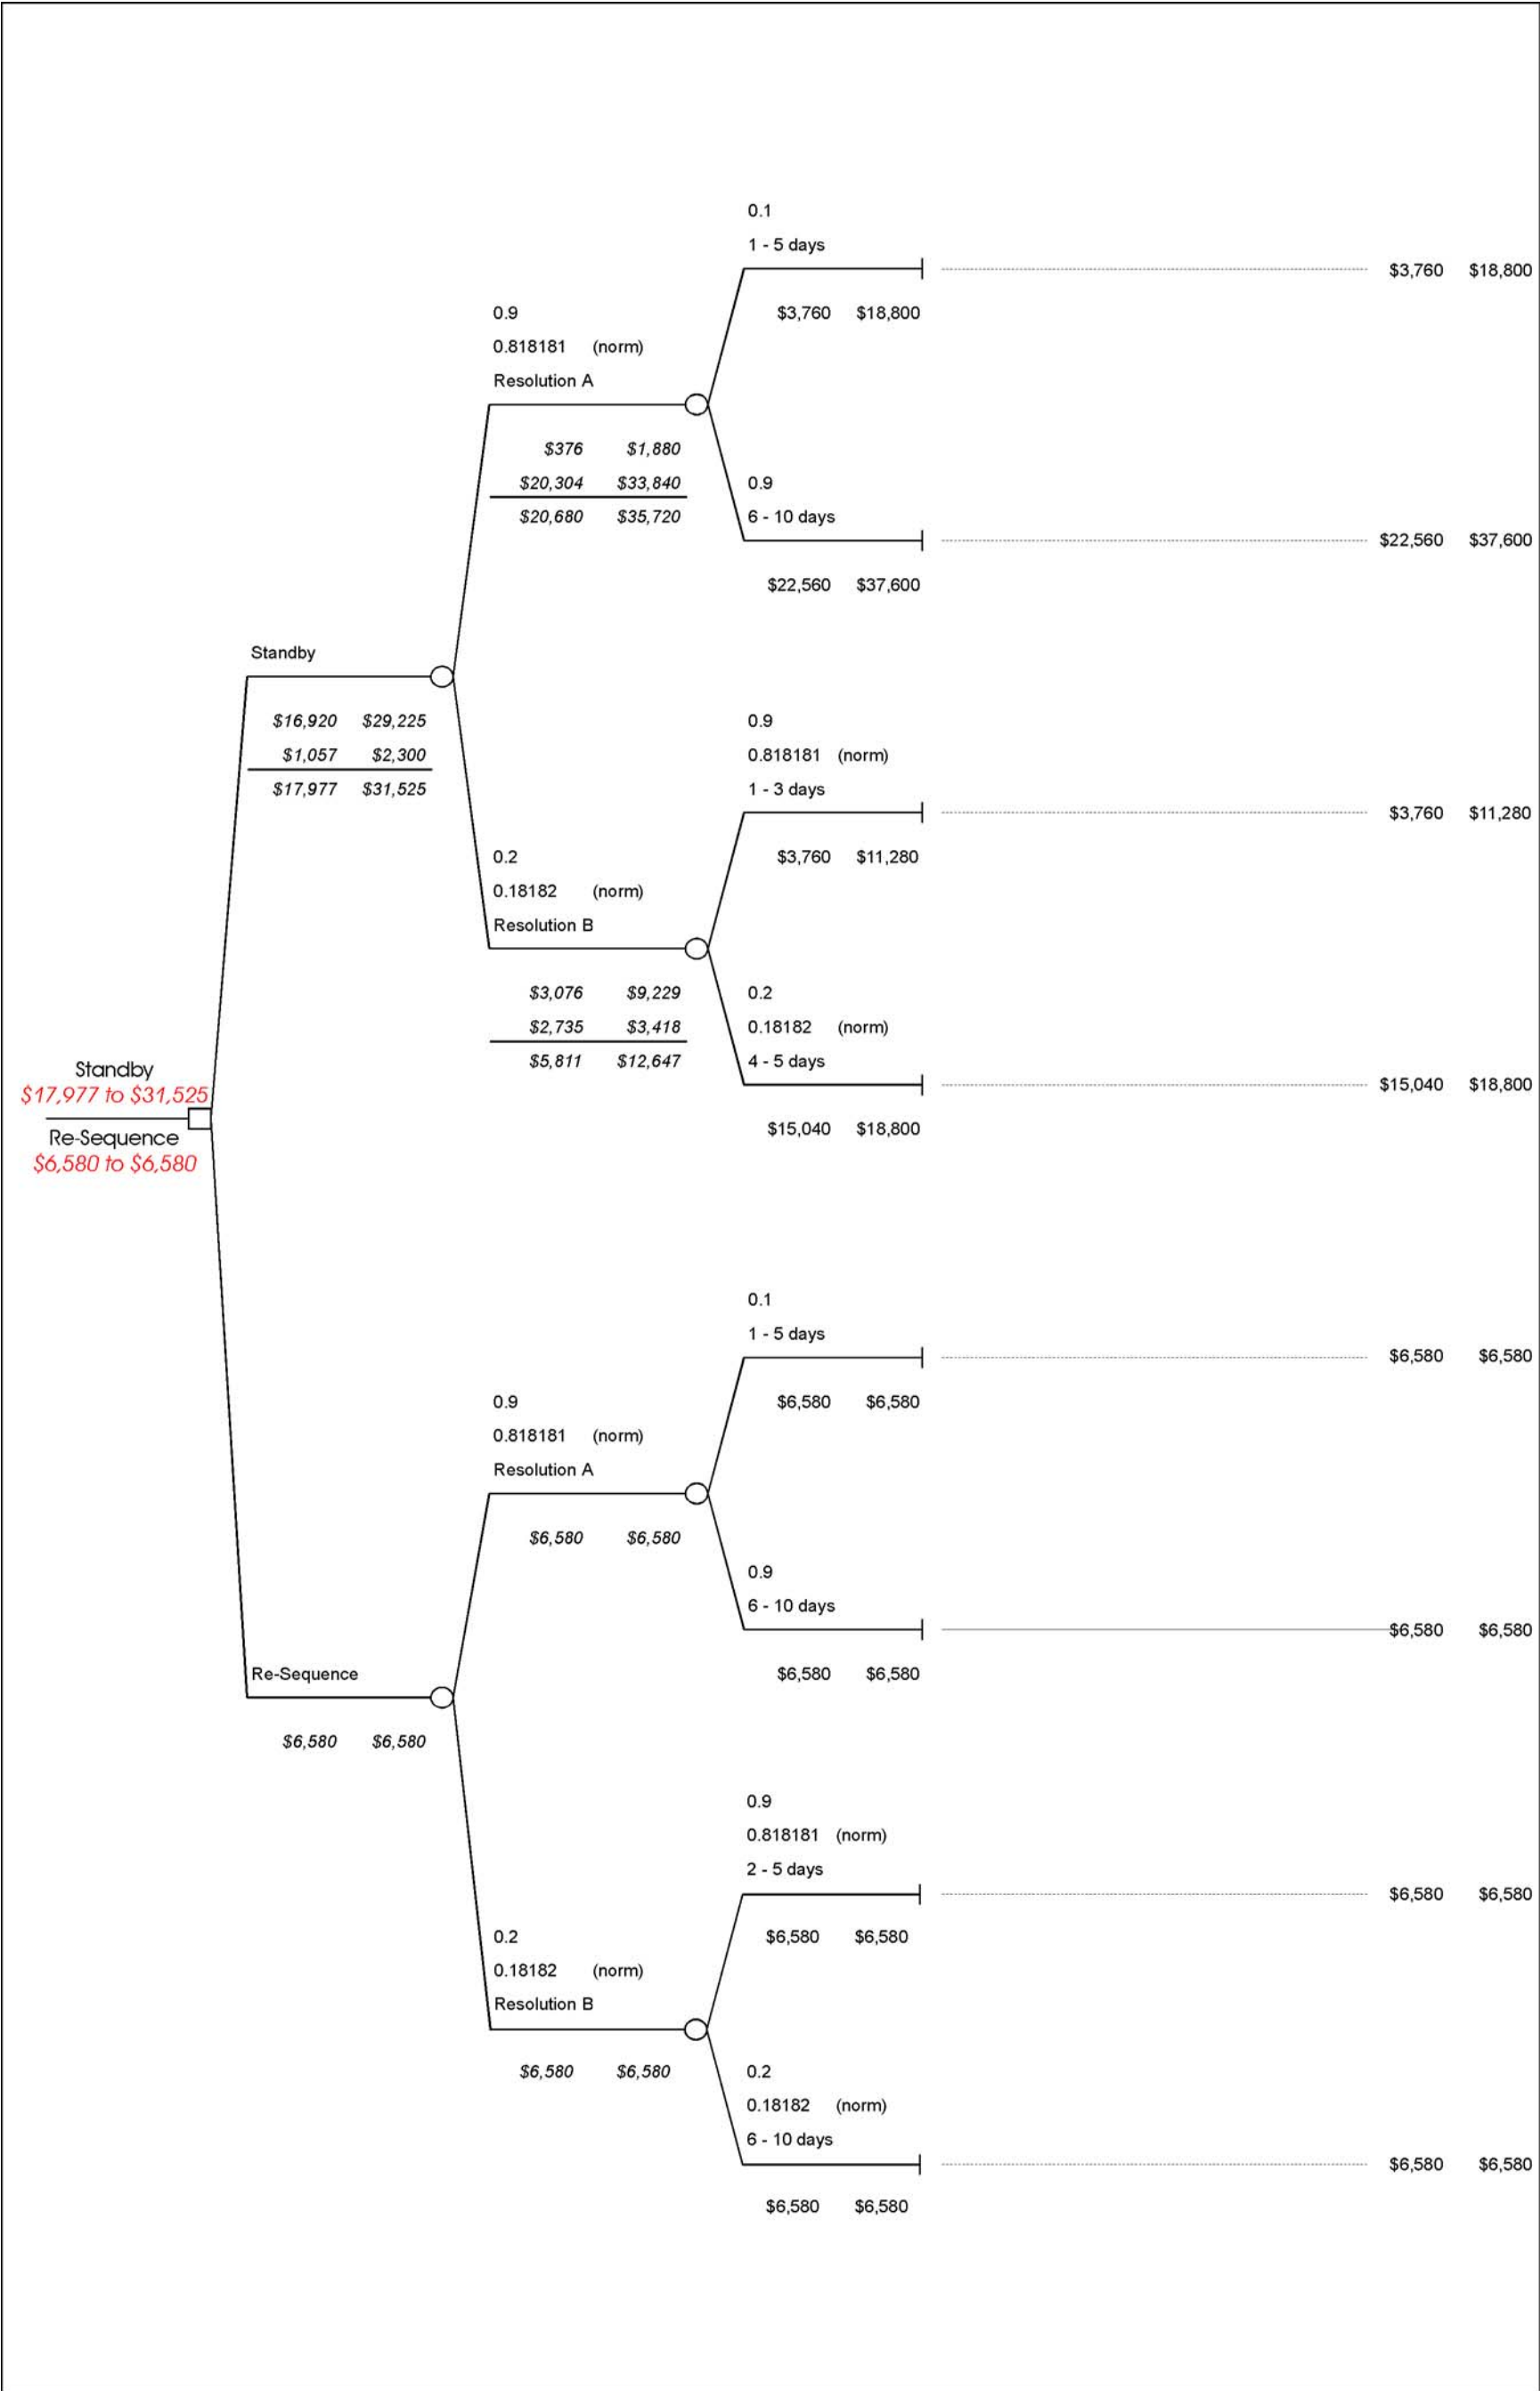 0.1
1 - 5 days
$3,760 $18,800
$3,760 $18,800
0.9
0.818181 (norm)
Resolution A
$376 $1,880
$20,304 $33,840
$20,680 $35,720
0.9
6 - 10 days
$22,560 $37,600
$22,560 $37,600
Standby
$16,920 $29,225
$1,057 $2,300
$17,977 $31,525
0.9
0.818181 (norm)
1 - 3 days
$3,760 $11,280
$3,760 $11,280
0.2
0.18182 (norm)
Resolution B
$3,076 $9,229
$2,735 $3,418
$5,811 $12,647
0.2
0.18182 (norm)
4 - 5 days
$15,040 $18,800
$15,040 $18,800
Standby
$17,977 to $31,525
Re-Sequence
$6,580 to $6,580
0.1
1 - 5 days
$6,580 $6,580
$6,580 $6,580
0.9
0.818181 (norm)
Resolution A
$6,580 $6,580
0.9
6 - 10 days
$6,580 $6,580
$6,580 $6,580
Re-Sequence
$6,580 $6,580
0.9
0.818181 (norm)
2 - 5 days
$6,580 $6,580
$6,580 $6,580
0.2
0.18182 (norm)
Resolution B
$6,580 $6,580
0.2
0.18182 (norm)
6 - 10 days
$6,580 $6,580
$6,580 $6,580